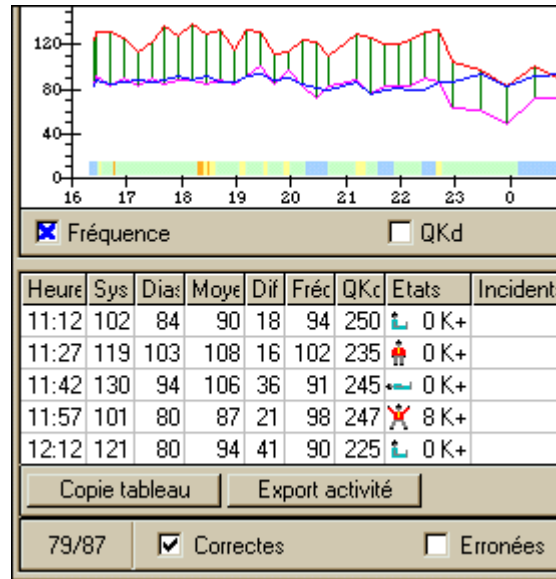 120
80
40
0
16 17 18 19 20 21 22 23 0
Fréquence QKd
Heure Sys Dias Moye Dif Fréc QKc Etats Incident
11:12 102 84 90 18 94 250 0 K+
11:27 119 103 108 16 102 235 0 K+
11:42 130 94 106 36 91 245 0 K+
11:57 101 80 87 21 98 247 8 K+
12:12 121 80 94 41 90 225 0 K+
Copie tableau Export activité
79/87 Correctes Erronées